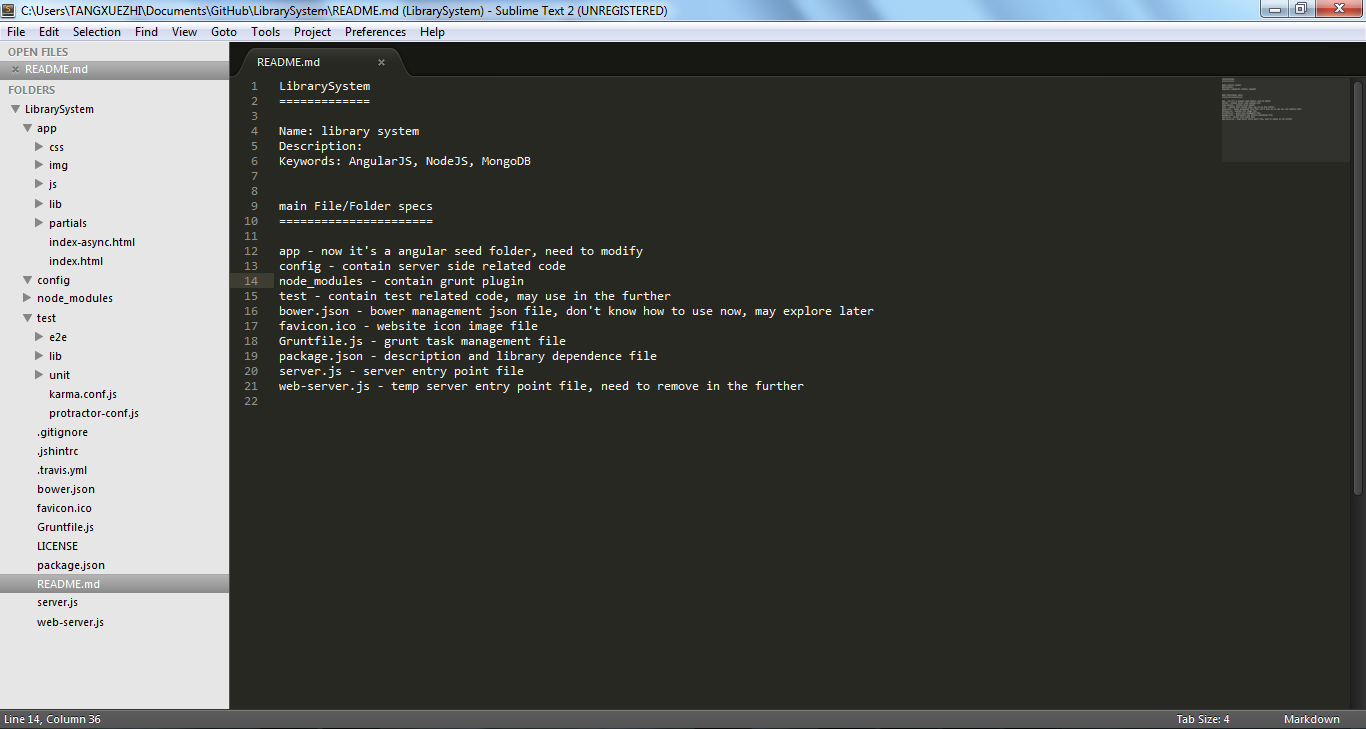 C:\Users\TANGXUEZHI\Documents\GitHub\LibrarySystem\README.md (LibrarySystem) - Sublime Text 2 (UNREGISTERED)
File Edit Selection Find View Goto Tools Project Preferences Help
OPEN FILES
README.md
FOLDERS
LibrarySystem
app
css
img
js
lib
partials
index-async.html
index.html
config
node_modules
test
e2e
lib
unit
karma.conf.js
protractor-conf.js
.gitignore
.jshintrc
.travis.yml
bower.json
favicon.ico
Gruntfile.js
LICENSE
package.json
README.md
server.js
web-server.js
README.md
1 LibrarySystem
2 =============
3
4 Name: library system
5 Description:
6 Keywords: AngularJS, NodeJS, MongoDB
7
8
9 main File/Folder specs
10 ======================
11
12 app - now it's a angular seed folder, need to modify
13 config - contain server side related code
14 node_modules - contain grunt plugin
15 test - contain test related code, may use in the further
16 bower.json - bower management json file, don't know how to use now, may explore later
17 favicon.ico - website icon image file
18 Gruntfile.js - grunt task management file
19 package.json - description and library dependence file
20 server.js - server entry point file
21 web-server.js - temp server entry point file, need to remove in the further
22
Line 14, Column 36 Tab Size: 4 Markdown